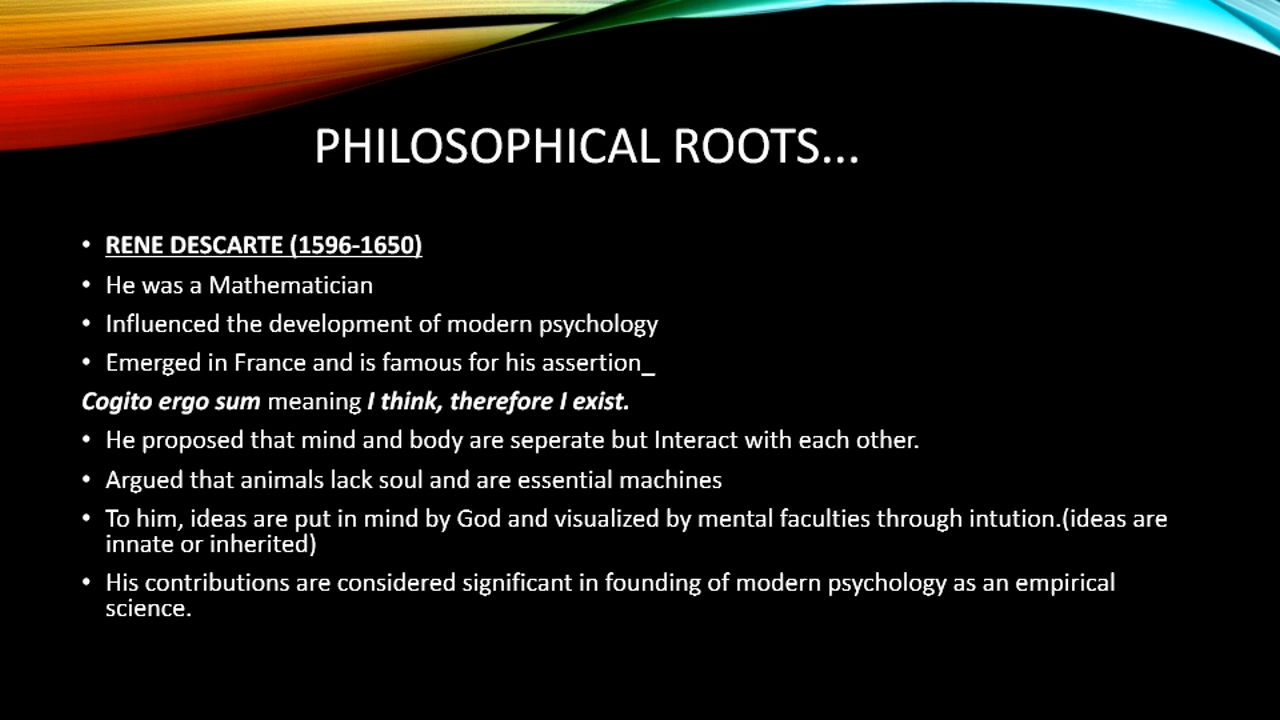 PHILOSOPHICAL ROOTS...
• RENE DESCARTE (1596-1650)
• He was a Mathematician
• Influenced the development of modern psychology
• Emerged in France and is famous for his assertion_
Cogito ergo sum meaning I think, therefore I exist.
• He proposed that mind and body are seperate but Interact with each other.
• Argued that animals lack soul and are essential machines
• To him, ideas are put in mind by God and visualized by mental faculties through intution.(ideas are
innate or inherited)
• His contributions are considered significant in founding of modern psychology as an empirical
science.